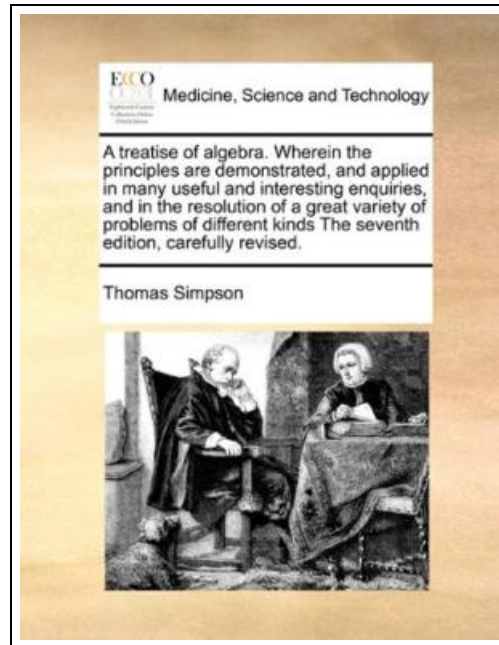 ECCO
Medicine, Science and Technology
A treatise of algebra. Wherein the
principles are demonstrated, and applied
in many useful and interesting enquiries,
and in the resolution of a great variety of
problems of different kinds The seventh
edition, carefully revised.
Thomas Simpson